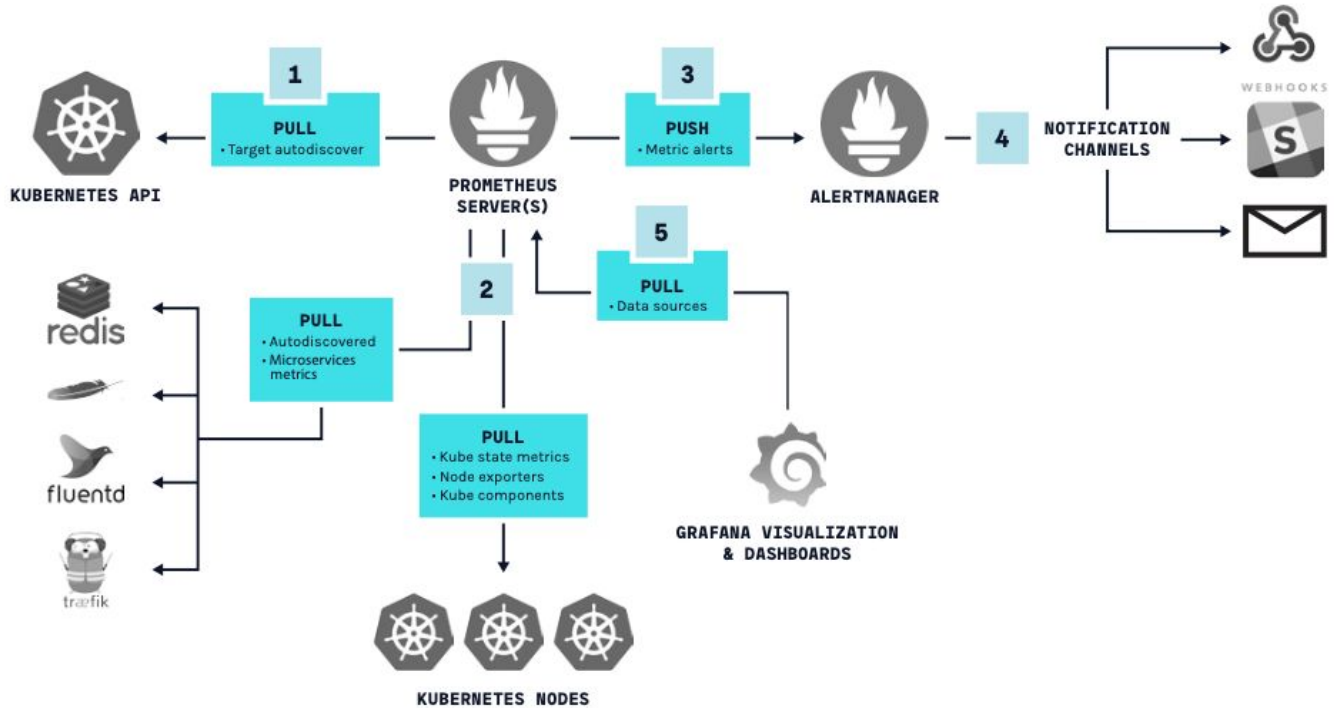 1
PULL
• Target autodiscover
KUBERNETES API
PROMETHEUS
SERVER(S)
3
PUSH
• Metric alerts
ALERTMANAGER
4
NOTIFICATION
CHANNELS
WEBHOOKS
S
2
PULL
• Autodiscovered
• Microservices
metrics
redis
fluentd
træfik
PULL
• Kube state metrics
• Node exporters
• Kube components
KUBERNETES NODES
5
PULL
• Data sources
GRAFANA VISUALIZATION
& DASHBOARDS